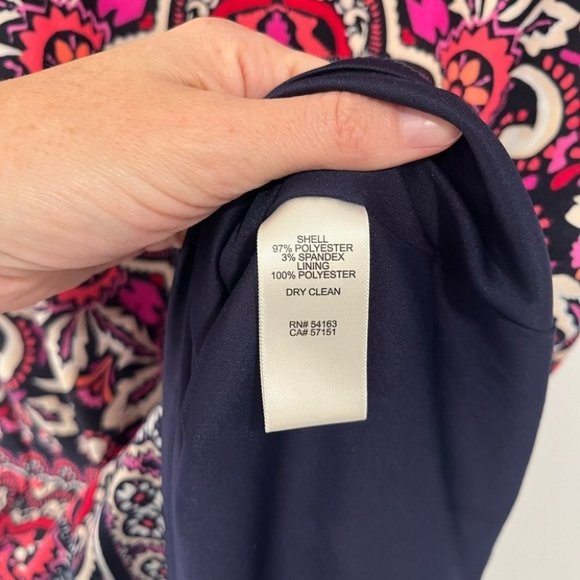 SHELL
97% POLYESTER
3% SPANDEX
LINING
100% POLYESTER
DRY CLEAN
RN# 54163
CA# 57151